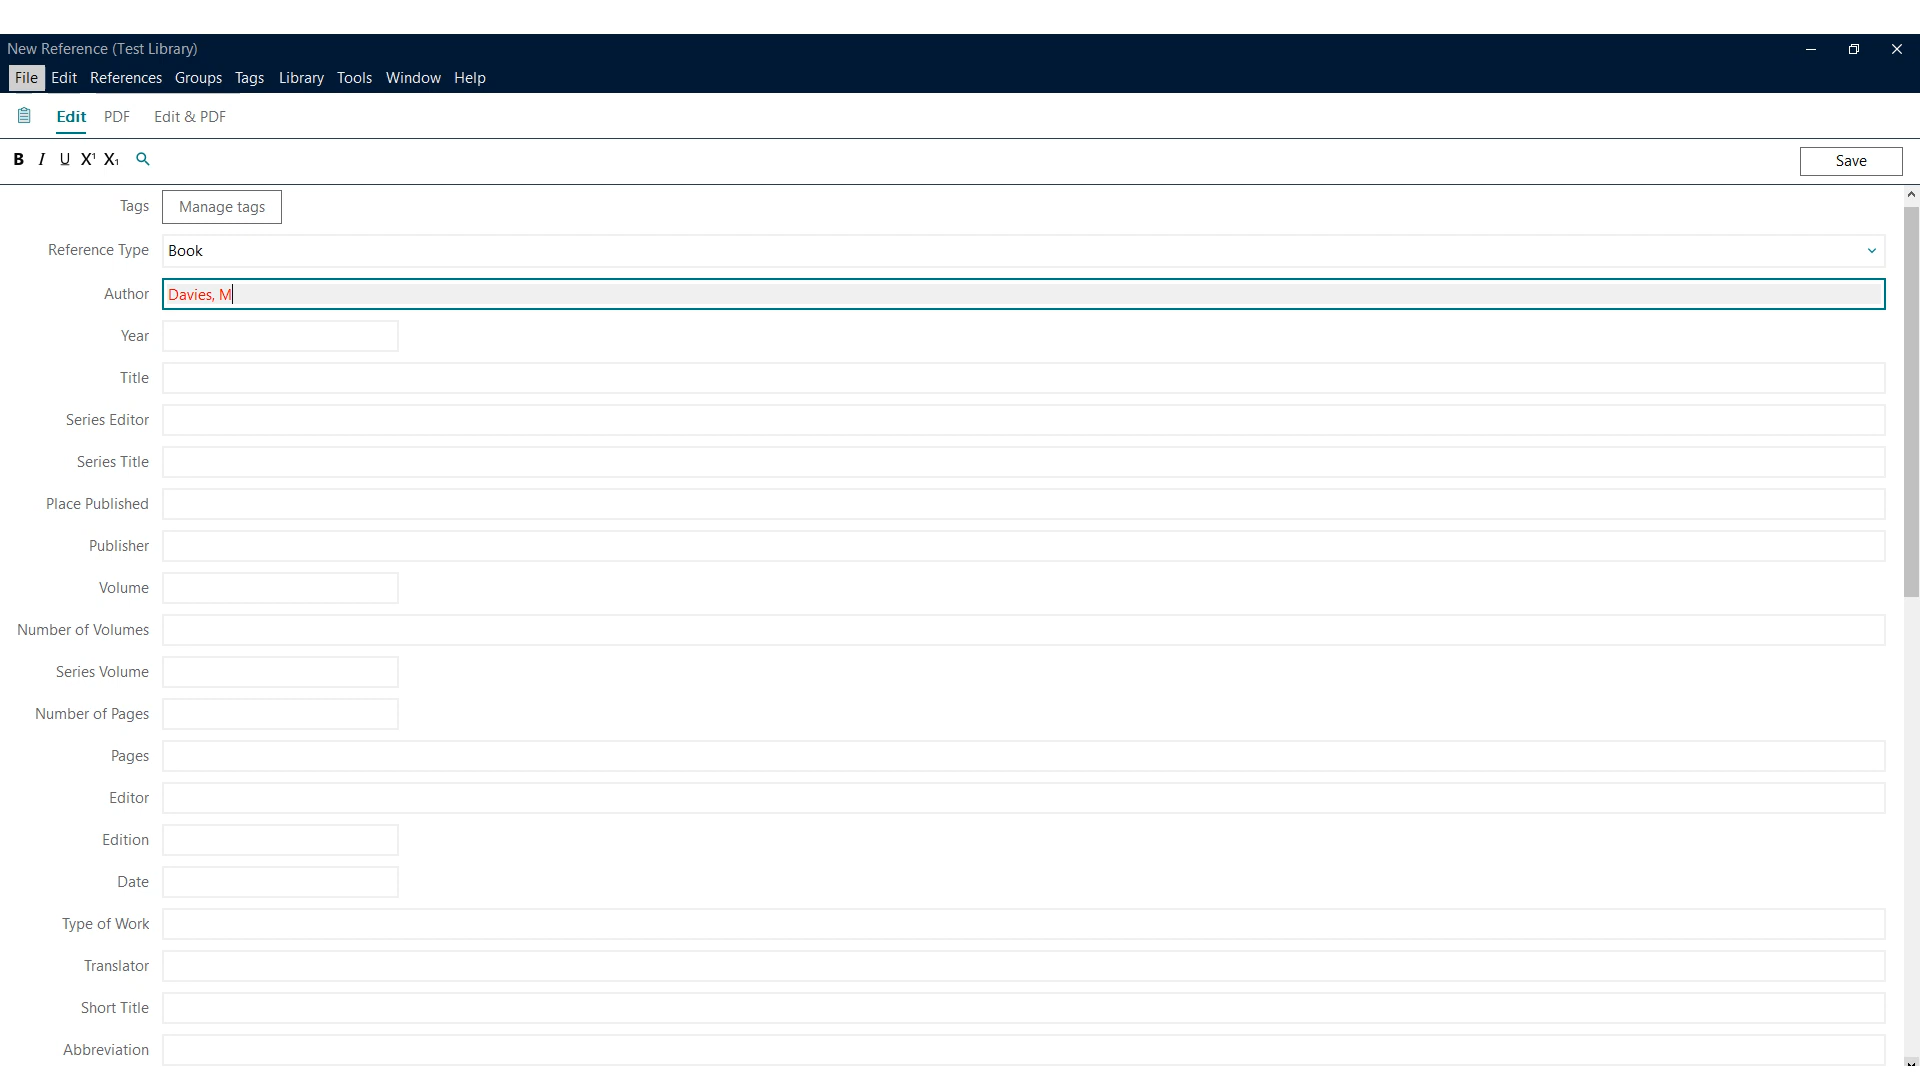 New Reference (Test Library)
File Edit References Groups Tags Library Tools Window Help
Edit PDF Edit & PDF
B I U X¹ X₁
Save
Tags Manage tags
Reference Type Book
Author Davies, M
Year
Title
Series Editor
Series Title
Place Published
Publisher
Volume
Number of Volumes
Series Volume
Number of Pages
Pages
Editor
Edition
Date
Type of Work
Translator
Short Title
Abbreviation